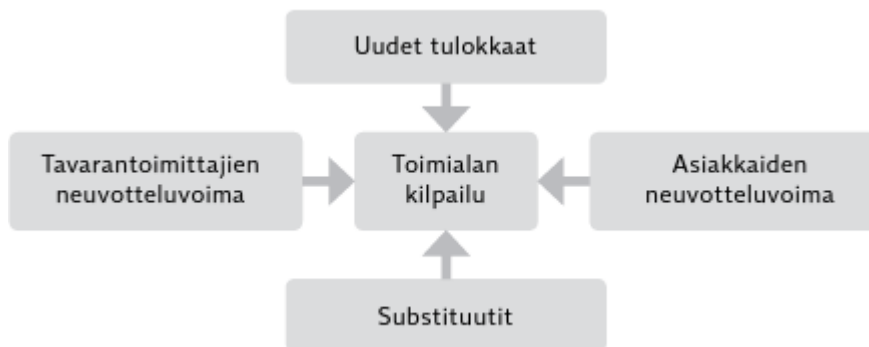 Uudet tulokkaat
Tavarantoimittajien
neuvotteluvoima
Toimialan
kilpailu
Asiakkaiden
neuvotteluvoima
Substituutit